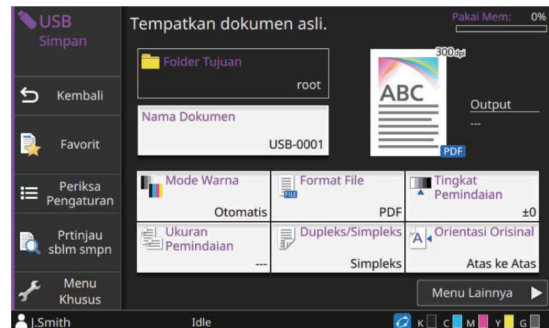 USB
Simpan
Tempatkan dokumen asli.
Pakai Mem: 0%
Kembali
Favorit
Periksa
Pengaturan
Prtinjau
sblm smpn
Menu
Khusus
Folder Tujuan
root
Nama Dokumen
USB-0001
300dpi
ABC
PDF
Output
---
Mode Warna
Otomatis
Format File
FILE
PDF
Tingkat
Pemindaian
±0
Ukuran
Pemindaian
---
Dupleks/Simpleks
Simpleks
A
Orientasi Orisinal
Atas ke Atas
Menu Lainnya
J.Smith
Idle
K C M Y G